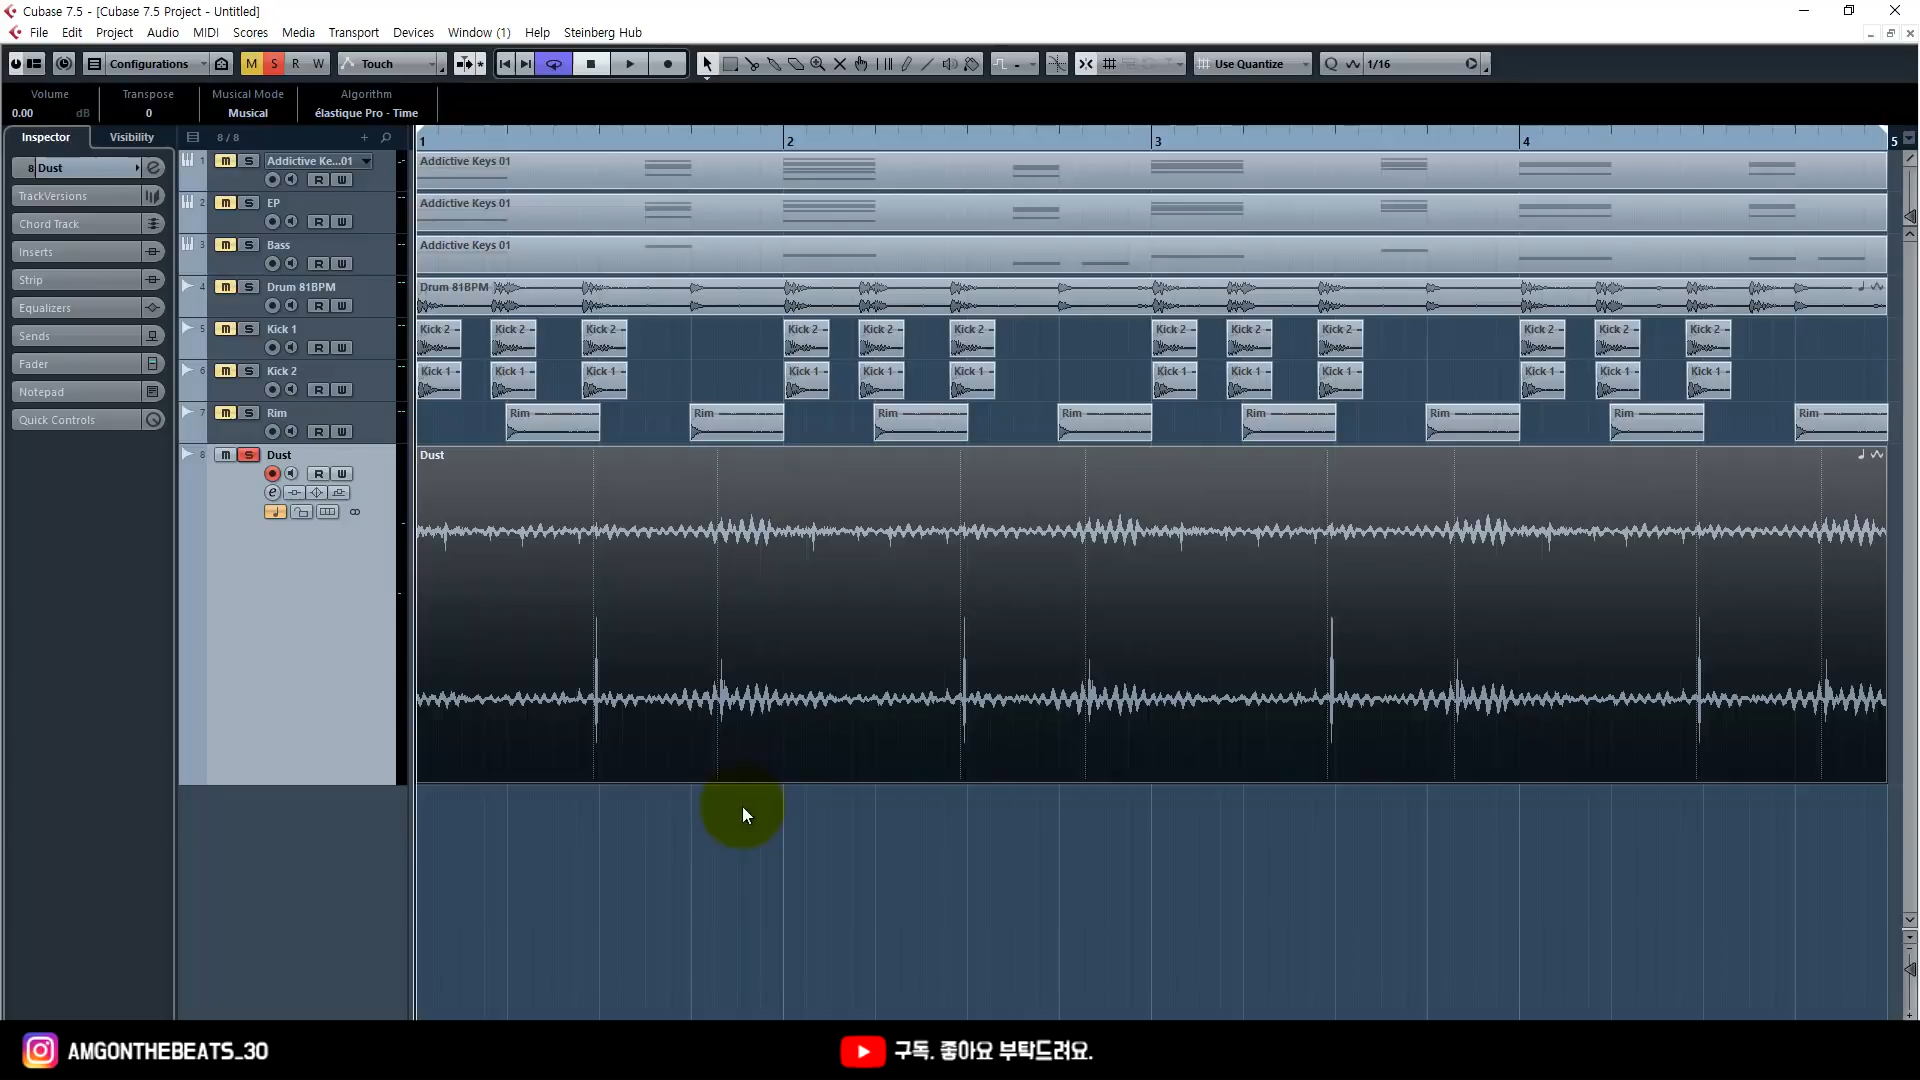 Cubase 7.5 - [Cubase 7.5 Project - Untitled]
File Edit Project Audio MIDI Scores Media Transport Devices Window (1) Help Steinberg Hub
Configurations M S R W Touch Use Quantize Q 1/16
Volume Transpose Musical Mode Algorithm
0.00 dB 0 Musical élastique Pro - Time
Inspector Visibility 8 / 8 1 2 3 4 5
8 Dust
TrackVersions
Chord Track
Inserts
Strip
Equalizers
Sends
Fader
Notepad
Quick Controls
1 m S Addictive Ke...01
R W
2 m S EP
R W
3 m S Bass
R W
4 m S Drum 81BPM
R W
5 m S Kick 1
R W
6 m S Kick 2
R W
7 m S Rim
R W
8 m S Dust
R W
e
Addictive Keys 01
Addictive Keys 01
Addictive Keys 01
Drum 81BPM
Kick 2 Kick 2 Kick 2 Kick 2 Kick 2 Kick 2 Kick 2 Kick 2 Kick 2 Kick 2 Kick 2 Kick 2
Kick 1 Kick 1 Kick 1 Kick 1 Kick 1 Kick 1 Kick 1 Kick 1 Kick 1 Kick 1 Kick 1 Kick 1
Rim Rim Rim Rim Rim Rim Rim Rim
Dust
AMGONTHEBEATS_30
구독. 좋아요 부탁드려요.